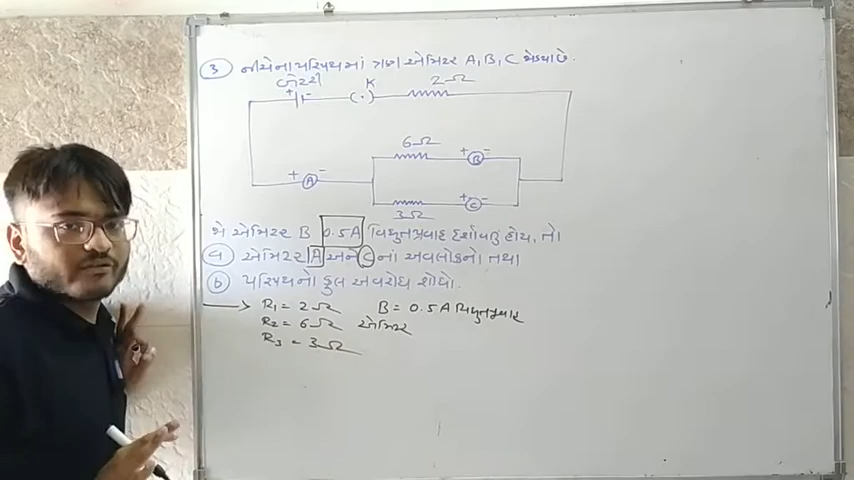 ③ નીચેના પરિપથમાં ત્રણ એમિટર A, B, C જોડ્યા છે.
બેટરી K 2Ω
+ - (·)
6Ω
+ B -
+ A -
+ C -
3Ω
જો એમિટર B 0.5A વિદ્યુતપ્રવાહ દર્શાવતું હોય, તો
ⓐ એમિટર A અને C નાં અવલોકનો તથા
ⓑ પરિપથનો કુલ અવરોધ શોધો.
→ R₁ = 2Ω B = 0.5 A વિદ્યુતપ્રવાહ
R₂ = 6Ω એમિટર
R₃ = 3Ω